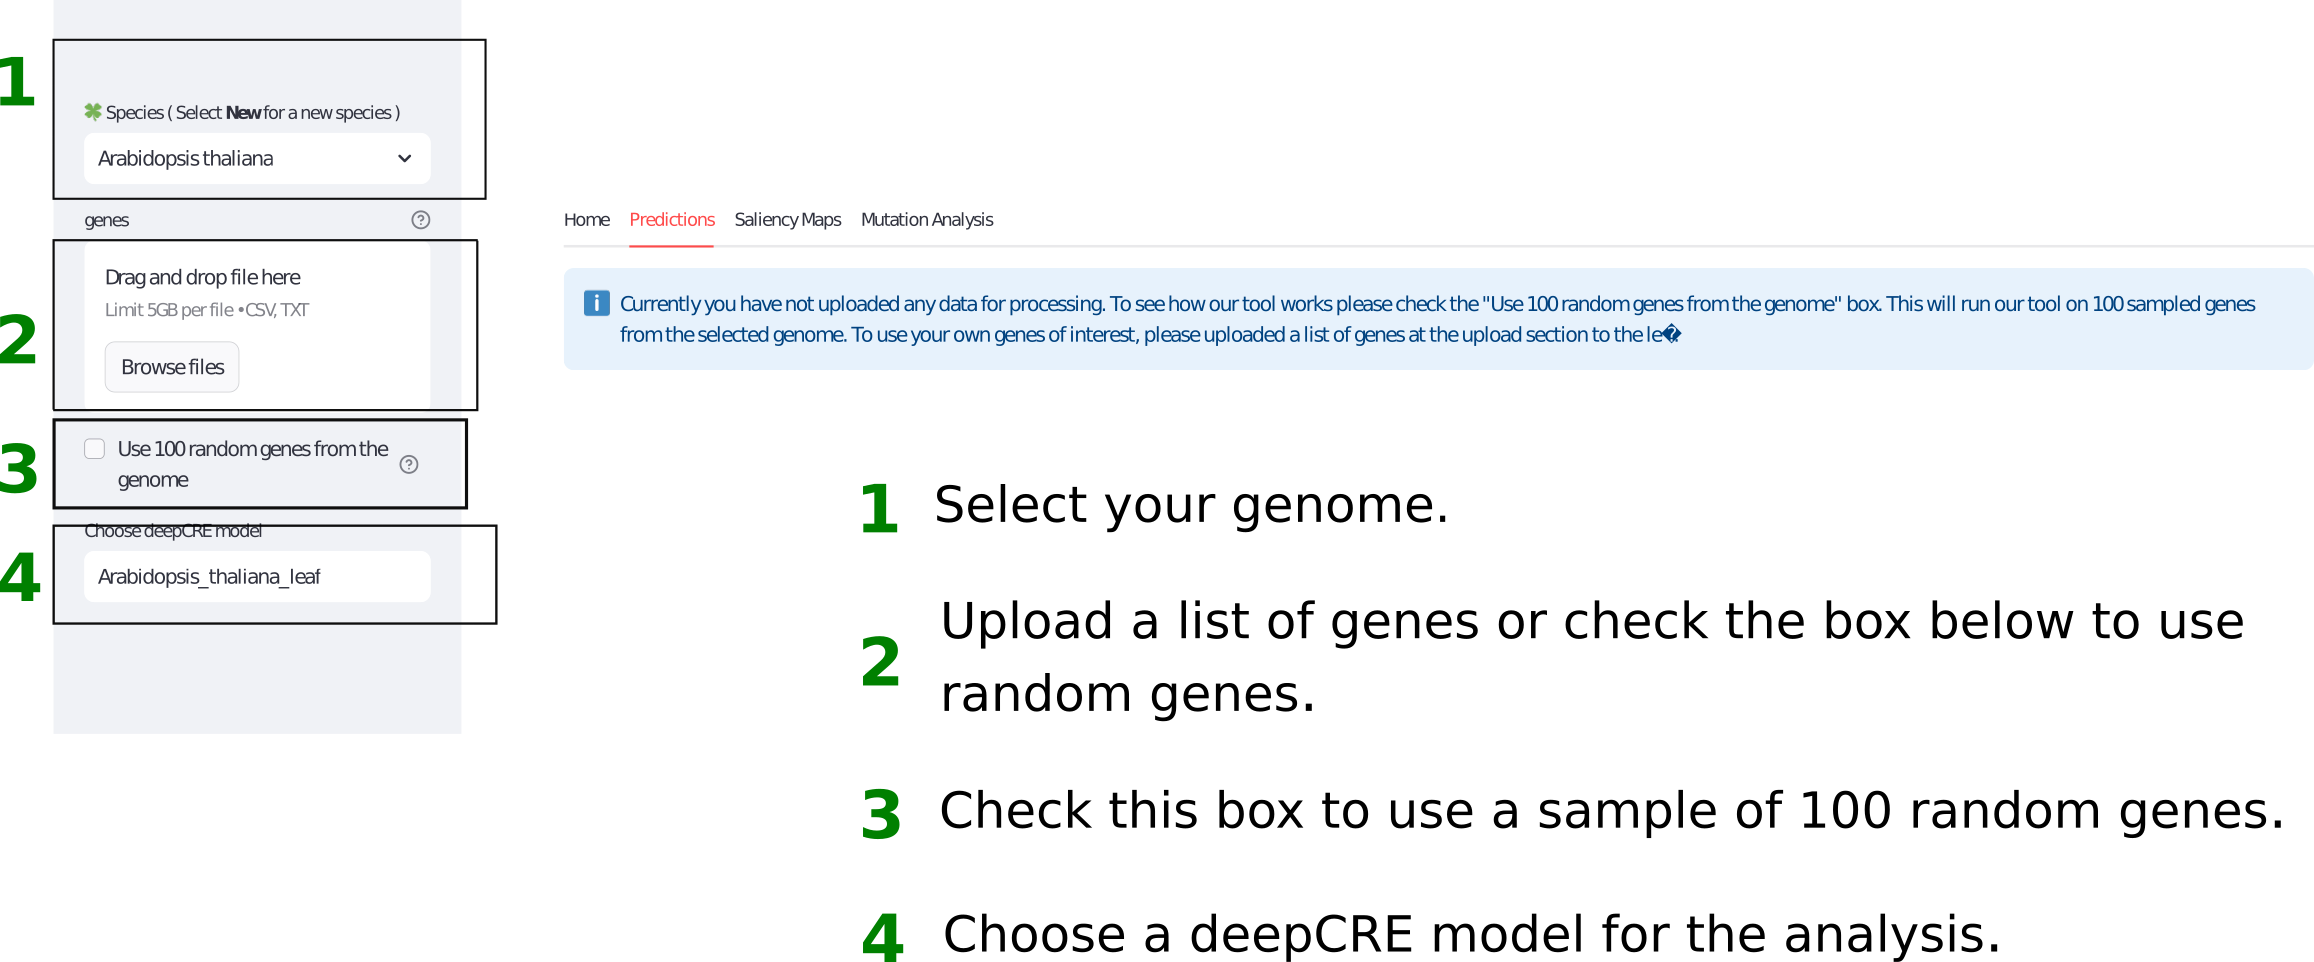 1
Species ( Select New for a new species )
Arabidopsis thaliana
genes
2
Drag and drop file here
Limit 5GB per file • CSV, TXT
Browse files
3
Use 100 random genes from the
genome
4
Choose deepCRE model
Arabidopsis_thaliana_leaf
Home Predictions Saliency Maps Mutation Analysis
Currently you have not uploaded any data for processing. To see how our tool works please check the "Use 100 random genes from the genome" box. This will run our tool on 100 sampled genes
from the selected genome. To use your own genes of interest, please uploaded a list of genes at the upload section to the le�
1 Select your genome.
2 Upload a list of genes or check the box below to use
random genes.
3 Check this box to use a sample of 100 random genes.
4 Choose a deepCRE model for the analysis.